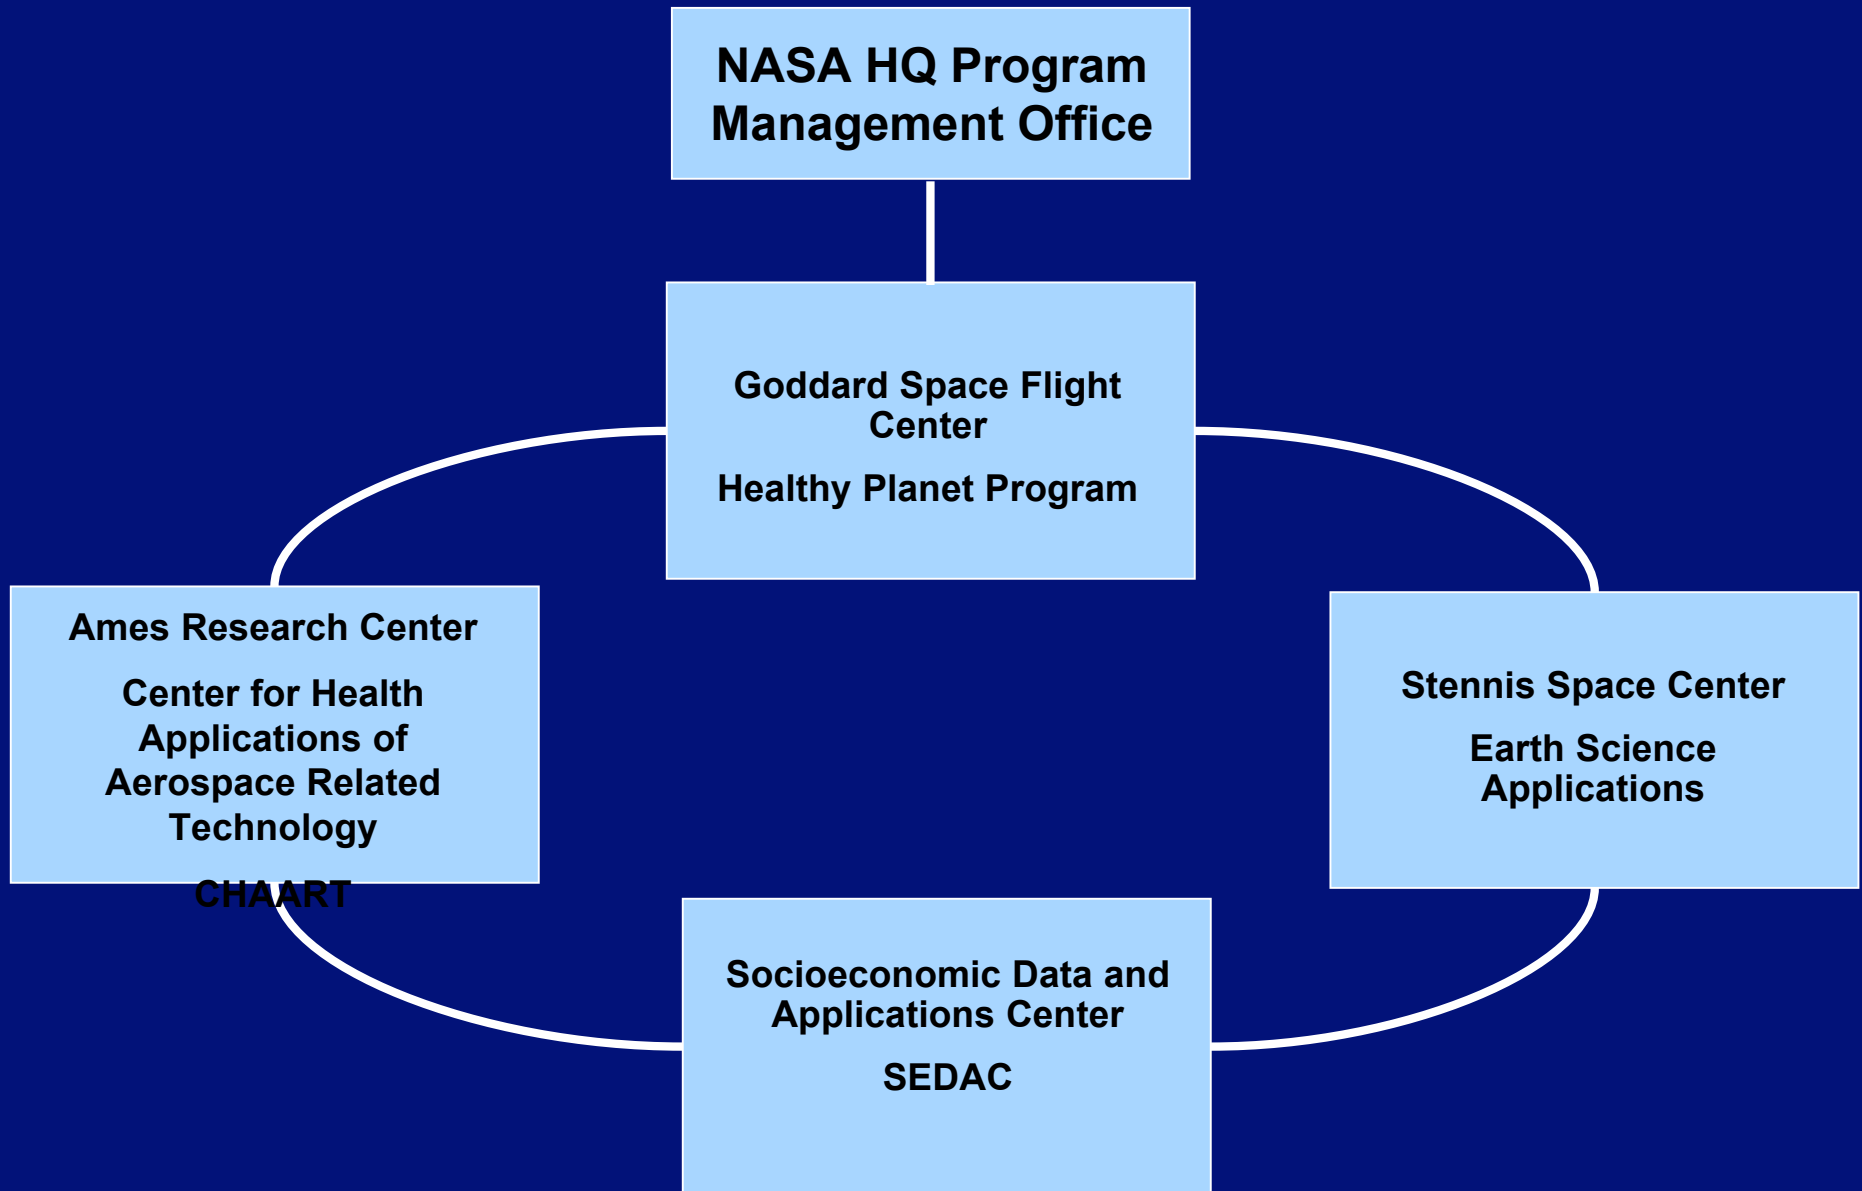 NASA HQ Program
Management Office
Goddard Space Flight
Center
Healthy Planet Program
Ames Research Center
Center for Health
Applications of
Aerospace Related
Technology
CHAART
Stennis Space Center
Earth Science
Applications
Socioeconomic Data and
Applications Center
SEDAC